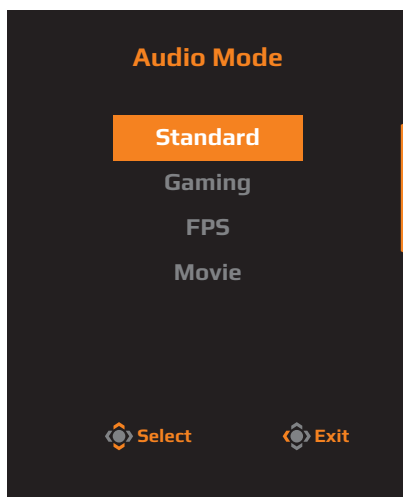 Audio Mode
Standard
Gaming
FPS
Movie
Select Exit